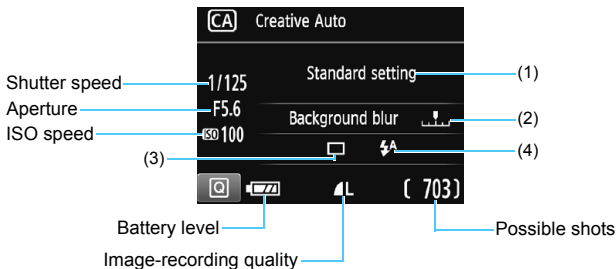 CA Creative Auto
Shutter speed 1/125 Standard setting (1)
Aperture F5.6 Background blur (2)
ISO speed ISO 100
(3) A (4)
Q L ( 703)
Battery level Possible shots
Image-recording quality